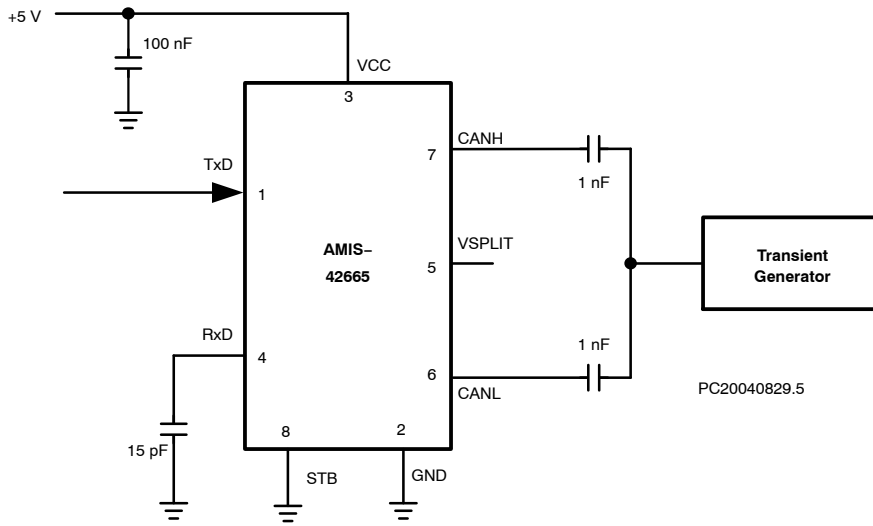 +5 V
100 nF
VCC
3
CANH
7
1 nF
TxD
1
AMIS–
42665
VSPLIT
5
Transient
Generator
RxD
4
1 nF
6
CANL
PC20040829.5
15 pF
8
2
STB
GND